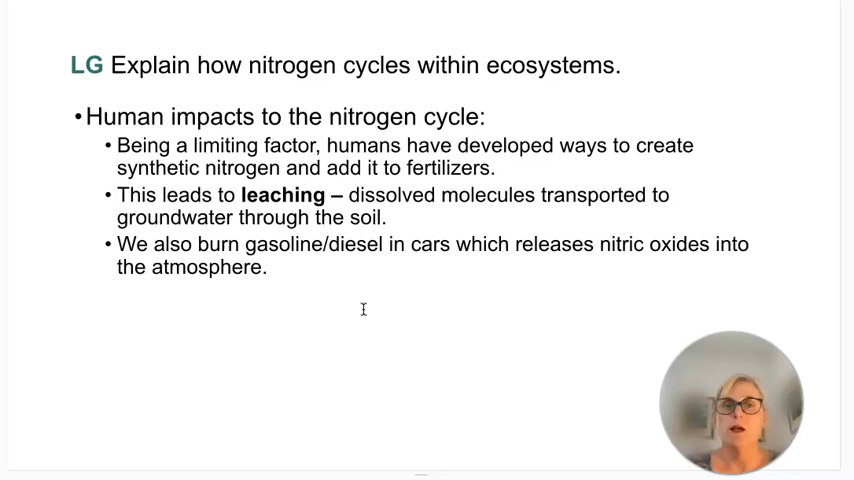 LG Explain how nitrogen cycles within ecosystems.
•Human impacts to the nitrogen cycle:
•Being a limiting factor, humans have developed ways to create
synthetic nitrogen and add it to fertilizers.
•This leads to leaching – dissolved molecules transported to
groundwater through the soil.
•We also burn gasoline/diesel in cars which releases nitric oxides into
the atmosphere.